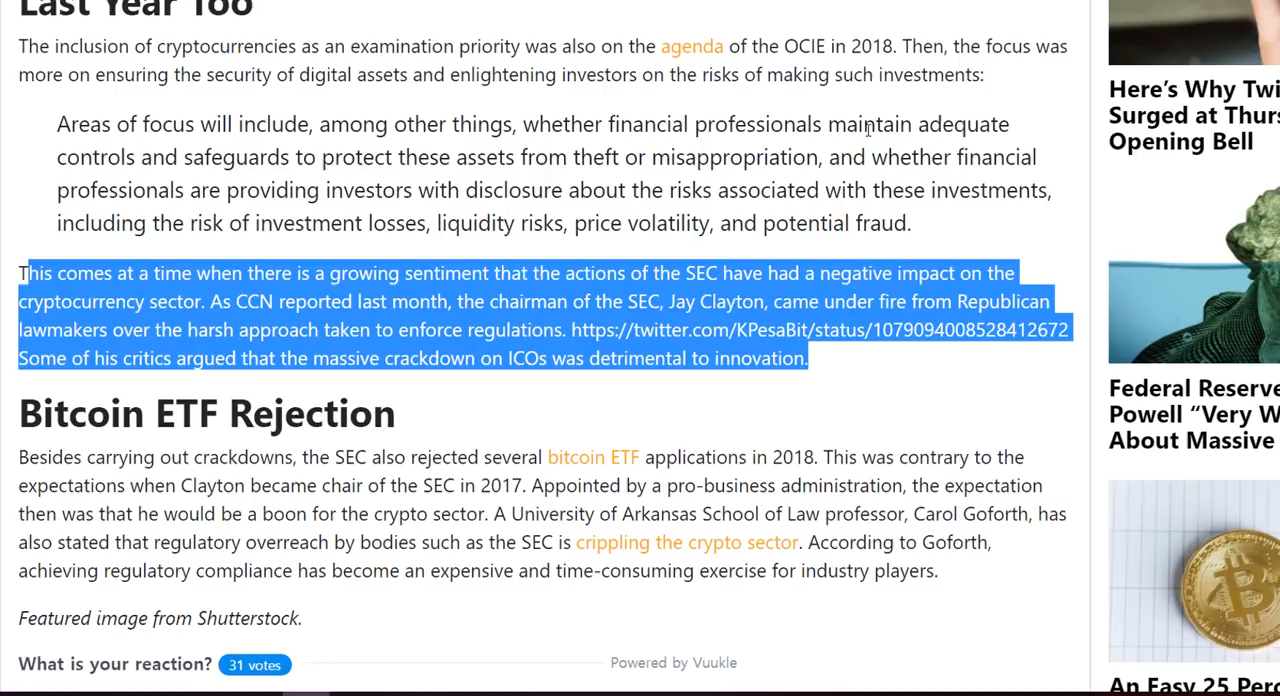 Last Year Too
The inclusion of cryptocurrencies as an examination priority was also on the agenda of the OCIE in 2018. Then, the focus was
more on ensuring the security of digital assets and enlightening investors on the risks of making such investments:
Areas of focus will include, among other things, whether financial professionals maintain adequate
controls and safeguards to protect these assets from theft or misappropriation, and whether financial
professionals are providing investors with disclosure about the risks associated with these investments,
including the risk of investment losses, liquidity risks, price volatility, and potential fraud.
This comes at a time when there is a growing sentiment that the actions of the SEC have had a negative impact on the
cryptocurrency sector. As CCN reported last month, the chairman of the SEC, Jay Clayton, came under fire from Republican
lawmakers over the harsh approach taken to enforce regulations. https://twitter.com/KPesaBit/status/1079094008528412672
Some of his critics argued that the massive crackdown on ICOs was detrimental to innovation.
Bitcoin ETF Rejection
Besides carrying out crackdowns, the SEC also rejected several bitcoin ETF applications in 2018. This was contrary to the
expectations when Clayton became chair of the SEC in 2017. Appointed by a pro-business administration, the expectation
then was that he would be a boon for the crypto sector. A University of Arkansas School of Law professor, Carol Goforth, has
also stated that regulatory overreach by bodies such as the SEC is crippling the crypto sector. According to Goforth,
achieving regulatory compliance has become an expensive and time-consuming exercise for industry players.
Featured image from Shutterstock.
What is your reaction? 31 votes
Powered by Vuukle
Here's Why Twi
Surged at Thurs
Opening Bell
Federal Reserve
Powell “Very W
About Massive
An Easy 25 Perc